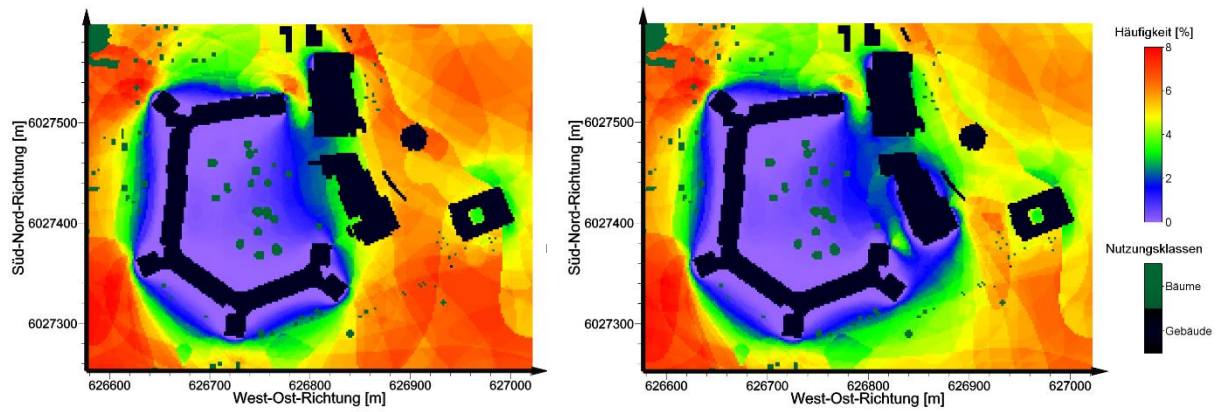 Süd-Nord-Richtung [m]
6027500
6027400
6027300
626600
626700
626800
626900
627000
West-Ost-Richtung [m]
Süd-Nord-Richtung [m]
6027500
6027400
6027300
626600
626700
626800
626900
627000
West-Ost-Richtung [m]
Häufigkeit [%]
8
6
4
2
0
Nutzungsklassen
Bäume
Gebäude